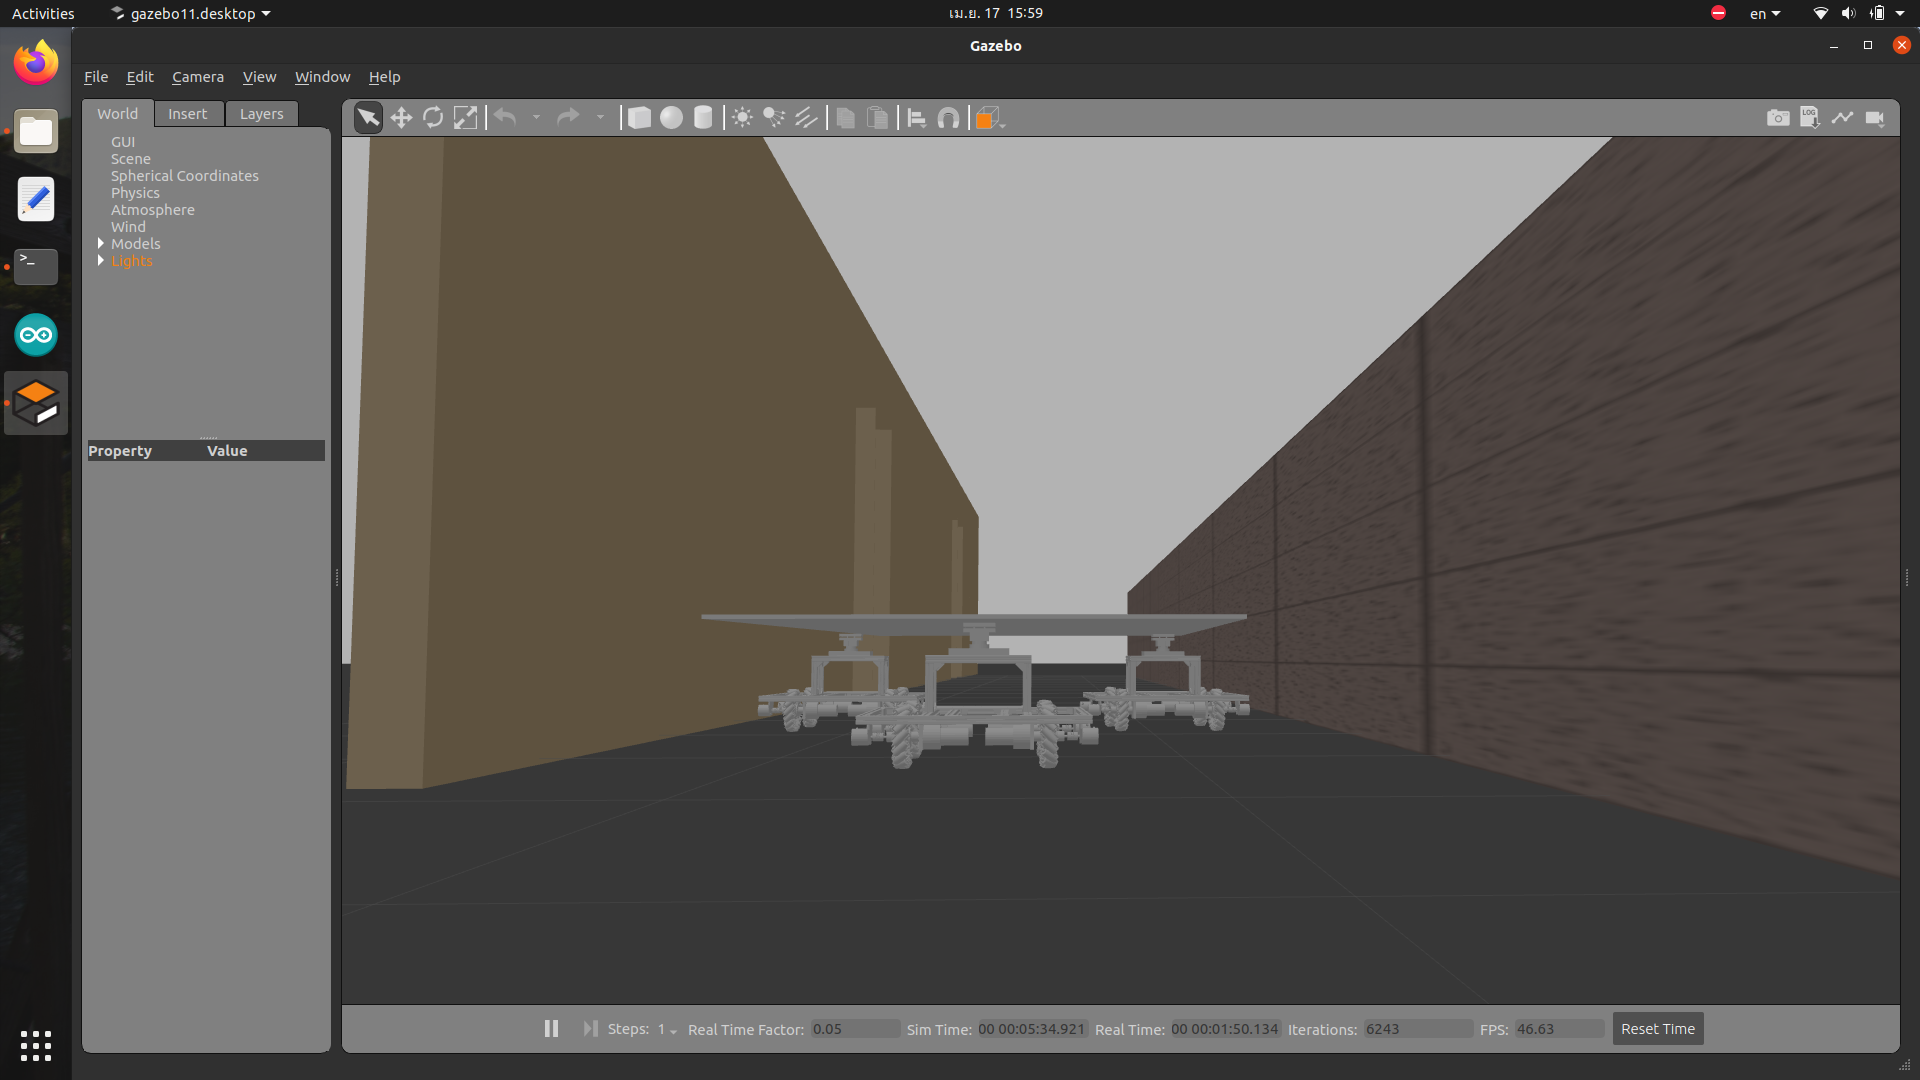 Activities gazebo11.desktop เม.ย. 17 15:59 en
Gazebo
File Edit Camera View Window Help
World Insert Layers
GUI
Scene
Spherical Coordinates
Physics
Atmosphere
Wind
Models
Lights
Property Value
LOG
>_
Steps: 1 Real Time Factor: 0.05 Sim Time: 00 00:05:34.921 Real Time: 00 00:01:50.134 Iterations: 6243 FPS: 46.63 Reset Time